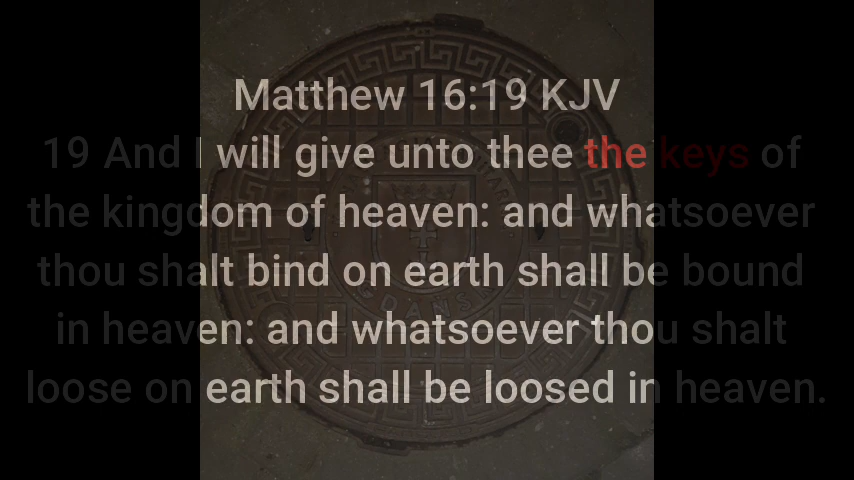 Matthew 16:19 KJV
19 And I will give unto thee the keys of
the kingdom of heaven: and whatsoever
thou shalt bind on earth shall be bound
in heaven: and whatsoever thou shalt
loose on earth shall be loosed in heaven.
GDANSK